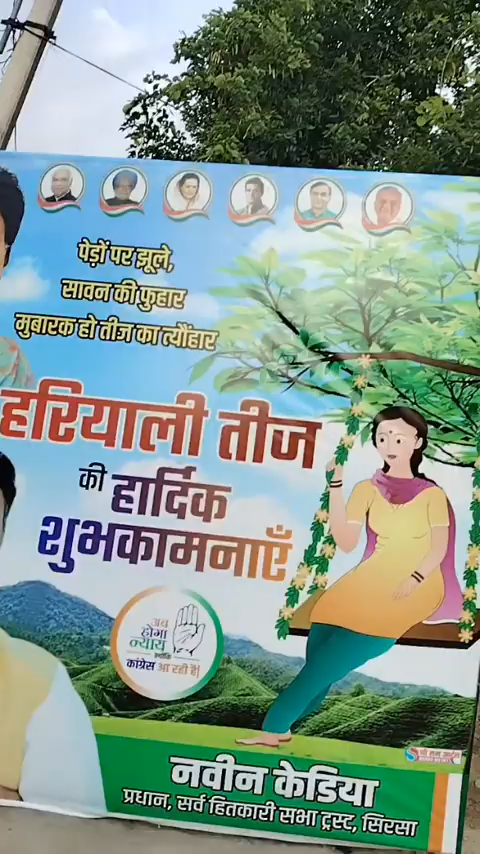 पेड़ों पर झूले,
सावन की फुहार
मुबारक हो तीज का त्यौंहार
हरियाली तीज
की हार्दिक
शुभकामनाएँ
अब
होगा
न्याय
कांग्रेस आ रही है।
नवीन केडिया
प्रधान, सर्व हितकारी सभा ट्रस्ट, सिरसा